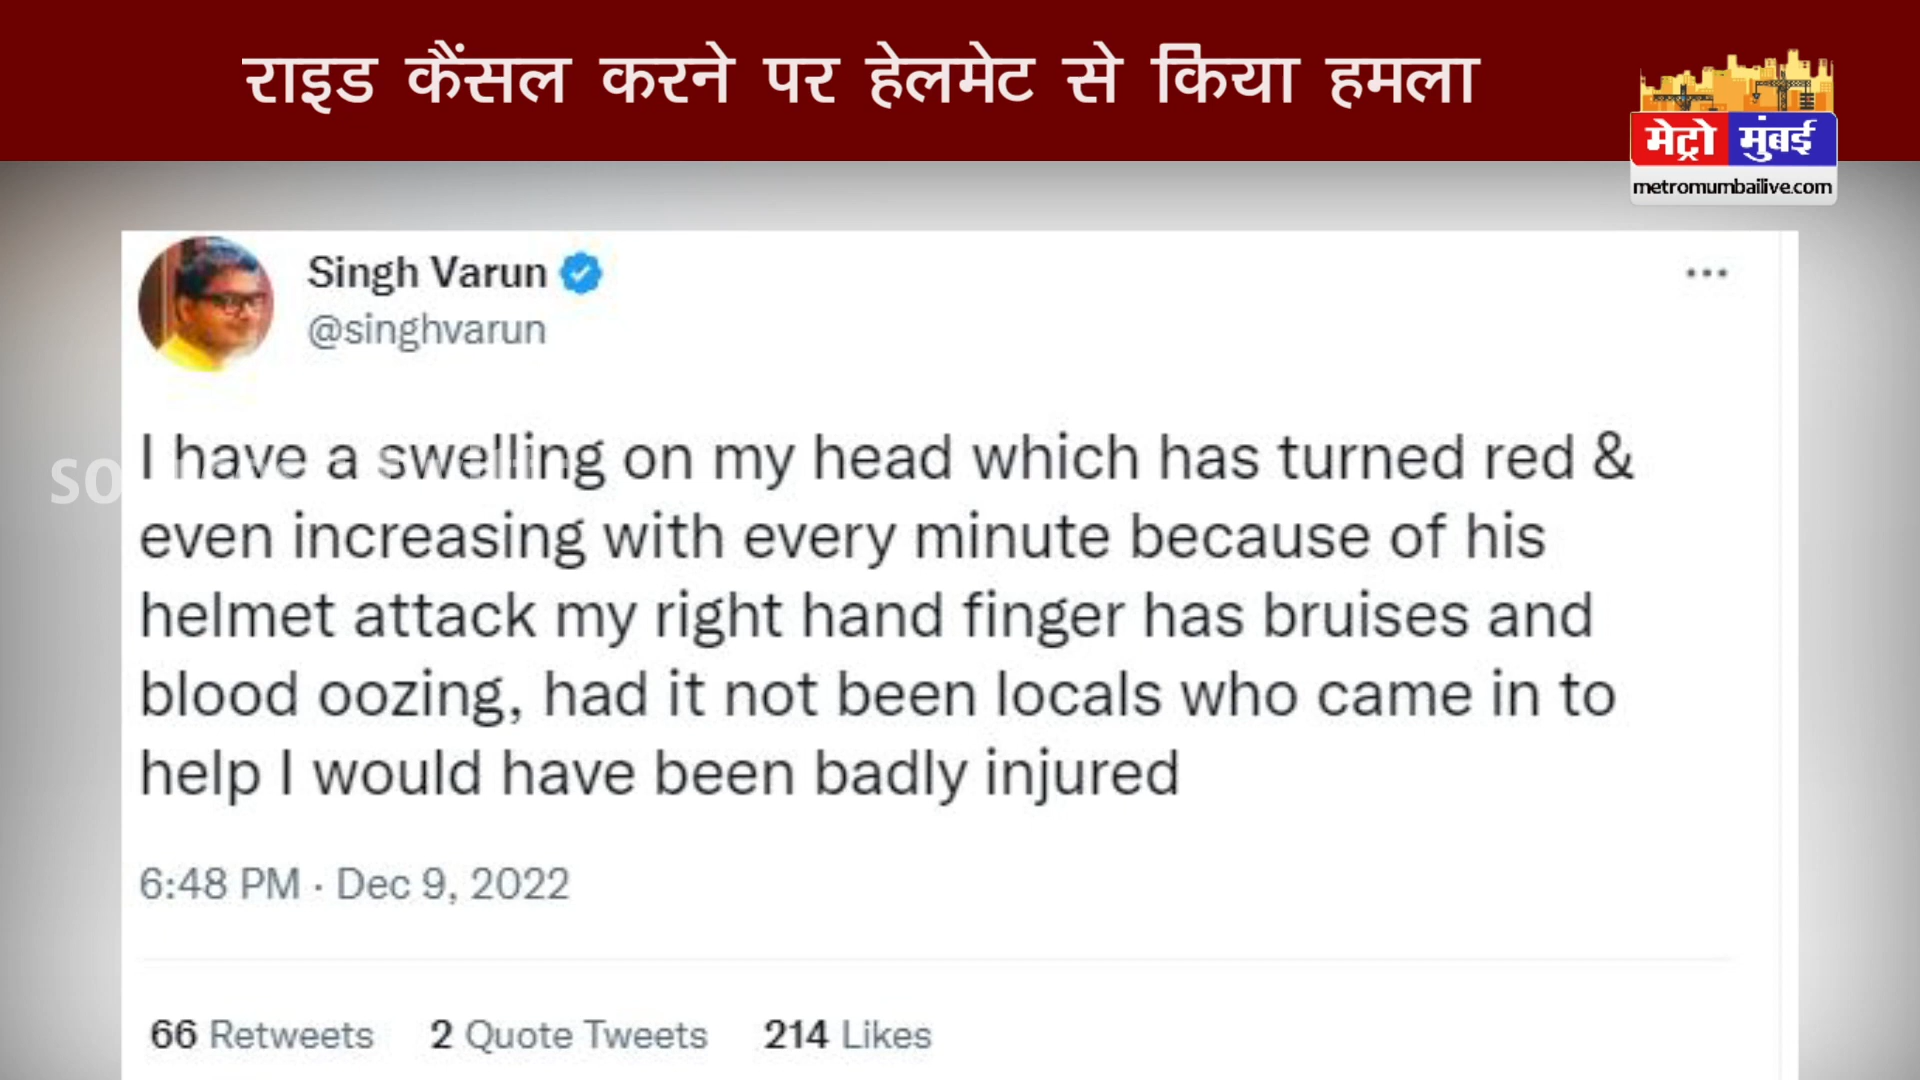 राइड कैंसल करने पर हेलमेट से किया हमला
मेट्रो मुंबई
metromumbailive.com
Singh Varun
@singhvarun
I have a swelling on my head which has turned red &
even increasing with every minute because of his
helmet attack my right hand finger has bruises and
blood oozing, had it not been locals who came in to
help I would have been badly injured
6:48 PM · Dec 9, 2022
66 Retweets 2 Quote Tweets 214 Likes